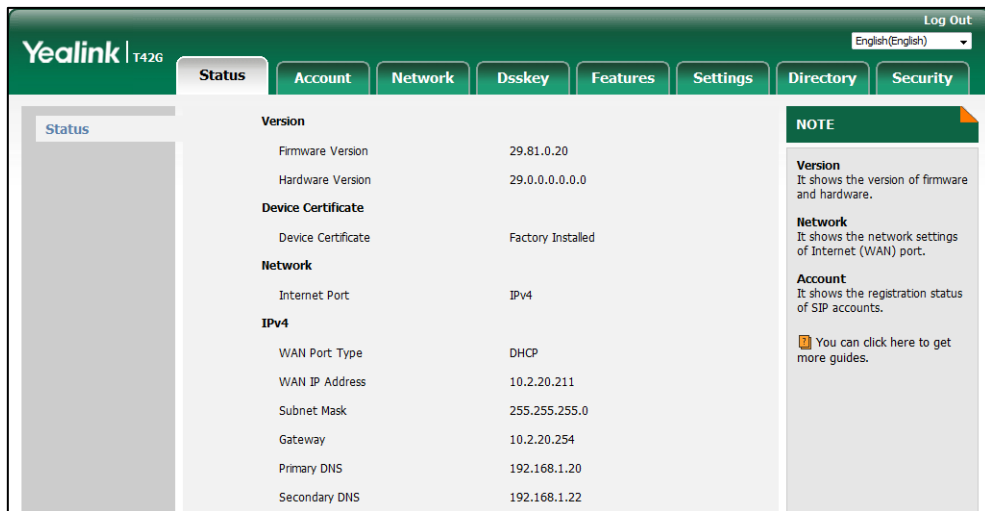 Log Out
English(English)
Yealink | T42G
Status
Account
Network
Dsskey
Features
Settings
Directory
Security
Status
Version
Firmware Version 29.81.0.20
Hardware Version 29.0.0.0.0.0.0
Device Certificate
Device Certificate Factory Installed
Network
Internet Port IPv4
IPv4
WAN Port Type DHCP
WAN IP Address 10.2.20.211
Subnet Mask 255.255.255.0
Gateway 10.2.20.254
Primary DNS 192.168.1.20
Secondary DNS 192.168.1.22
NOTE
Version
It shows the version of firmware
and hardware.
Network
It shows the network settings
of Internet (WAN) port.
Account
It shows the registration status
of SIP accounts.
You can click here to get
more guides.